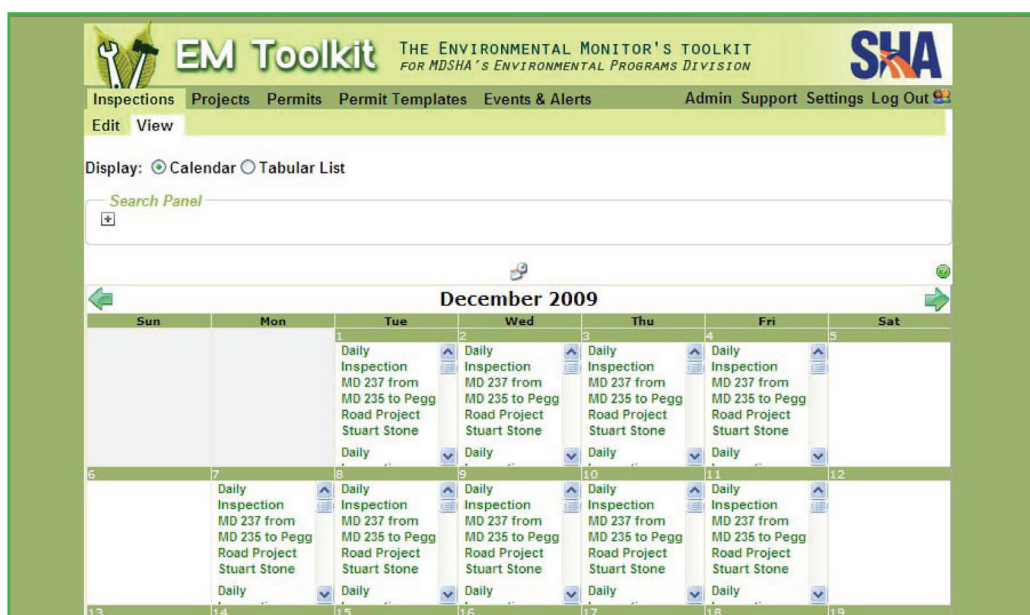 EM Toolkit
THE ENVIRONMENTAL MONITOR'S TOOLKIT
FOR MDSHA'S ENVIRONMENTAL PROGRAMS DIVISION
SHA
Inspections Projects Permits Permit Templates Events & Alerts Admin Support Settings Log Out
Edit View
Display: Calendar Tabular List
Search Panel
December 2009
Sun Mon Tue Wed Thu Fri Sat
1 2 3 4 5
Daily Daily Daily Daily
Inspection Inspection Inspection Inspection
MD 237 from MD 237 from MD 237 from MD 237 from
MD 235 to Pegg MD 235 to Pegg MD 235 to Pegg MD 235 to Pegg
Road Project Road Project Road Project Road Project
Stuart Stone Stuart Stone Stuart Stone Stuart Stone
Daily Daily Daily Daily
6 7 8 9 10 11 12
Daily Daily Daily Daily Daily
Inspection Inspection Inspection Inspection Inspection
MD 237 from MD 237 from MD 237 from MD 237 from MD 237 from
MD 235 to Pegg MD 235 to Pegg MD 235 to Pegg MD 235 to Pegg MD 235 to Pegg
Road Project Road Project Road Project Road Project Road Project
Stuart Stone Stuart Stone Stuart Stone Stuart Stone Stuart Stone
Daily Daily Daily Daily Daily
13 14 15 16 17 18 19